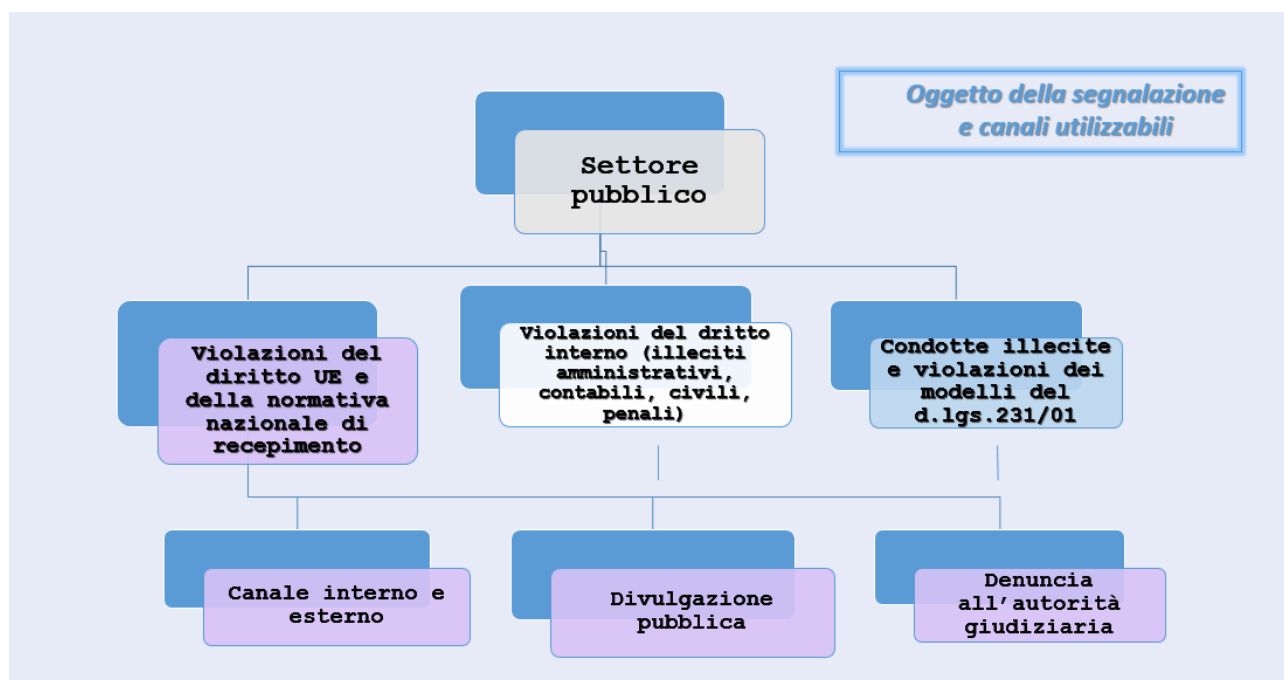 Oggetto della segnalazione
e canali utilizzabili
Settore
pubblico
Violazioni del
diritto UE e
della normativa
nazionale di
recepimento
Violazioni del dritto
interno (illeciti
amministrativi,
contabili, civili,
penali)
Condotte illecite
e violazioni dei
modelli del
d.lgs.231/01
Canale interno e
esterno
Divulgazione
pubblica
Denuncia
all’autorità
giudiziaria